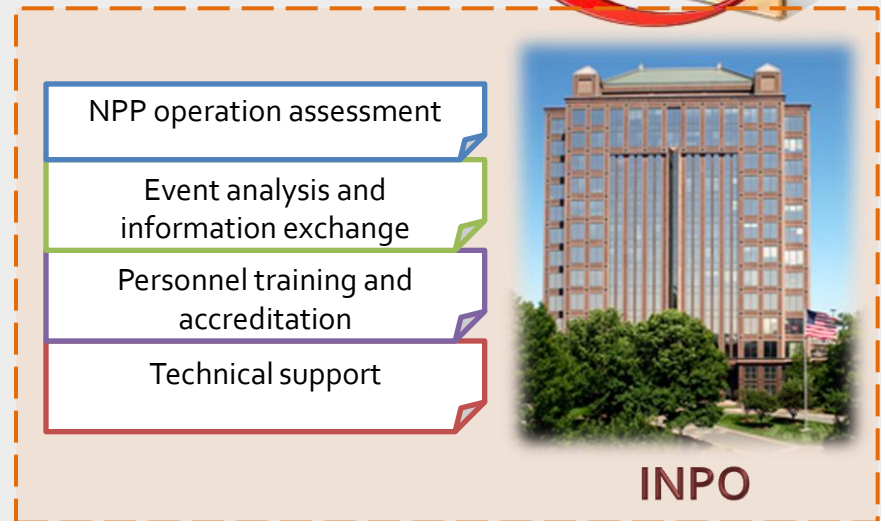 NPP operation assessment
Event analysis and
information exchange
Personnel training and
accreditation
Technical support
INPO